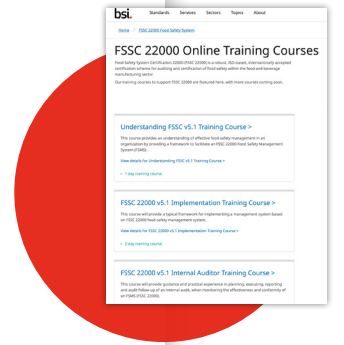 bsi.
Standards Services Sectors Topics About
Home / FSSC 22000 Food Safety System
FSSC 22000 Online Training Courses
Food Safety System Certification 22000 (FSSC 22000) is a robust, ISO-based, internationally accepted
certification scheme for auditing and certification of food safety within the food and beverage
manufacturing sector.
Our training courses to support FSSC 22000 are featured here, with more courses coming soon.
Understanding FSSC v5.1 Training Course >
This course provides an understanding of effective food safety management in an
organization by providing a framework to facilitate an FSSC 22000 Food Safety Management
System (FSMS).
View details for Understanding FSSC v5.1 Training Course >
1 day training course
FSSC 22000 v5.1 Implementation Training Course >
This course will provide a typical framework for implementing a management system based
on FSSC 22000 food safety management system.
View details for FSSC 22000 v5.1 Implementation Training Course >
2 day training course
FSSC 22000 v5.1 Internal Auditor Training Course >
This course will provide guidance and practical experience in planning, executing, reporting
and audit follow-up of an internal audit, when monitoring the effectiveness and conformity of
an FSMS (FSSC 22000).